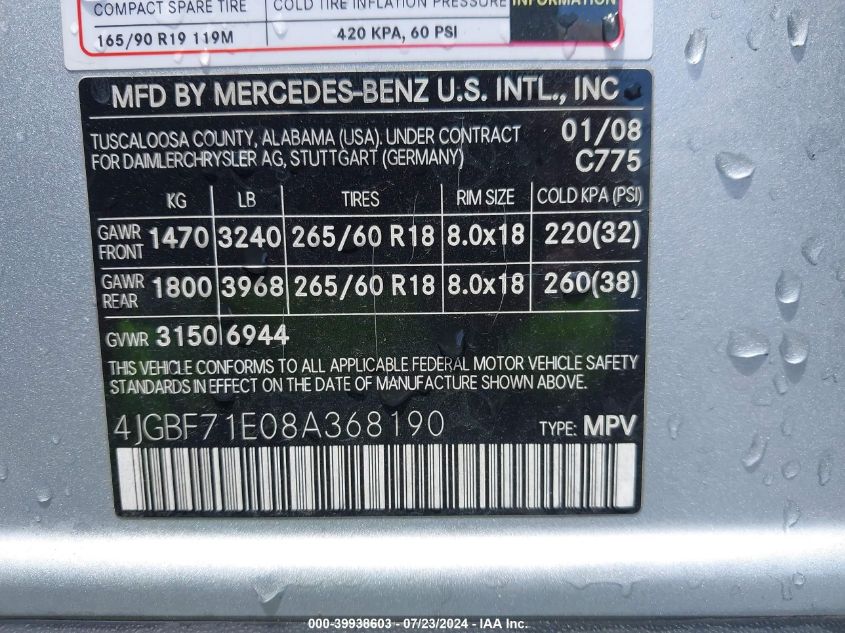 COMPACT SPARE TIRE COLD TIRE INFLATION PRESSURE INFORMATION
165/90 R19 119M 420 KPA, 60 PSI
MFD BY MERCEDES-BENZ U.S. INTL., INC
TUSCALOOSA COUNTY, ALABAMA (USA). UNDER CONTRACT 01/08
FOR DAIMLERCHRYSLER AG, STUTTGART (GERMANY) C775
KG LB TIRES RIM SIZE COLD KPA (PSI)
GAWR FRONT 1470 3240 265/60 R18 8.0x18 220(32)
GAWR REAR 1800 3968 265/60 R18 8.0x18 260(38)
GVWR 3150 6944
THIS VEHICLE CONFORMS TO ALL APPLICABLE FEDERAL MOTOR VEHICLE SAFETY
STANDARDS IN EFFECT ON THE DATE OF MANUFACTURE SHOWN ABOVE.
4JGBF71E08A368190 TYPE: MPV
000-39938603 - 07/23/2024 - IAA Inc.